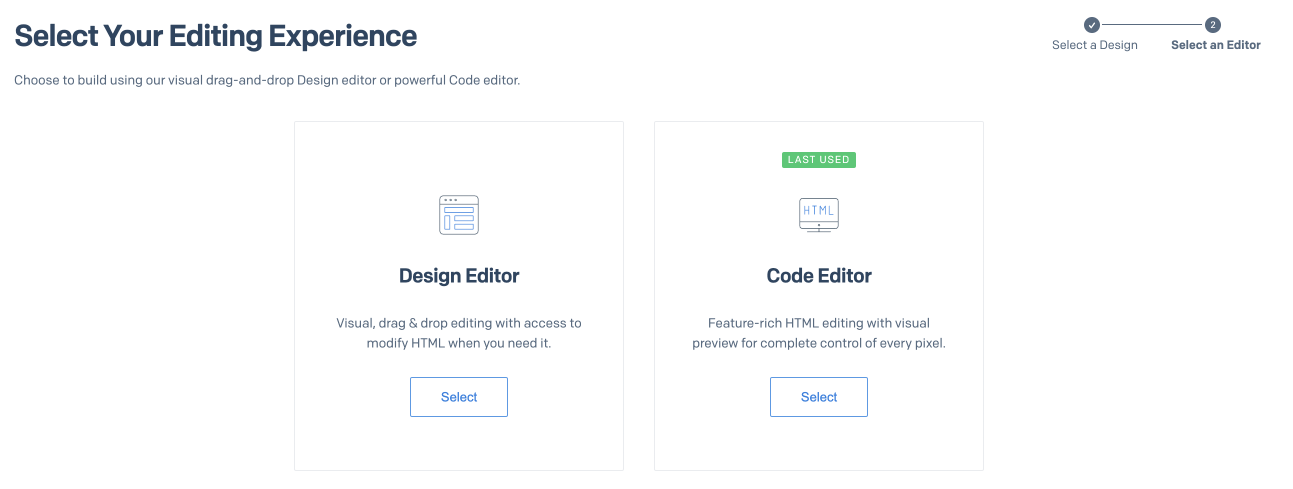 Select Your Editing Experience
2
Select a Design
Select an Editor
Choose to build using our visual drag-and-drop Design editor or powerful Code editor.
Design Editor
Visual, drag & drop editing with access to
modify HTML when you need it.
Select
LAST USED
HTML
Code Editor
Feature-rich HTML editing with visual
preview for complete control of every pixel.
Select